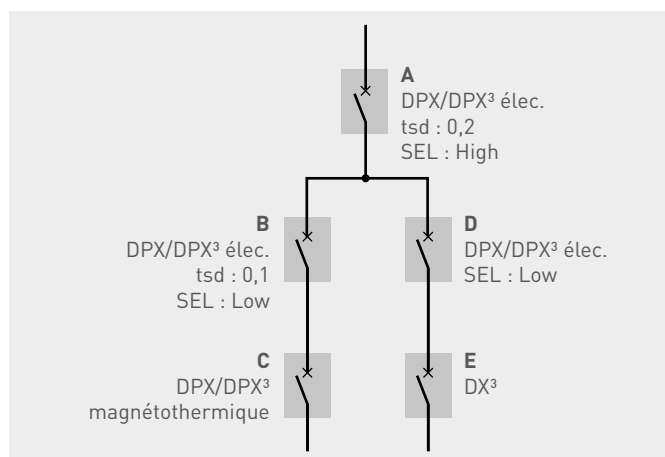 A
DPX/DPX³ élec.
tsd : 0,2
SEL : High
B
DPX/DPX³ élec.
tsd : 0,1
SEL : Low
D
DPX/DPX³ élec.
SEL : Low
C
DPX/DPX³
magnétothermique
E
DX³